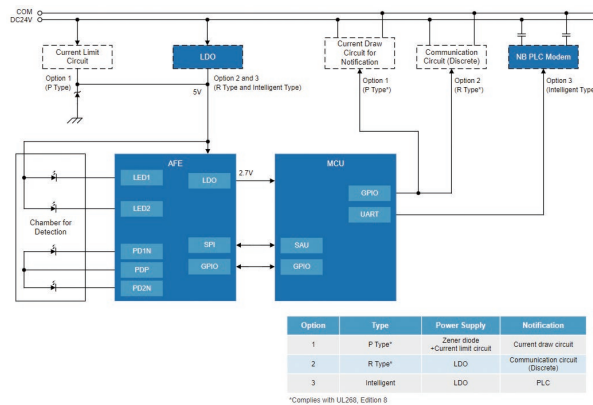 COM
DC24V
Current Limit
Circuit
LDO
Current Draw
Circuit for
Notification
Communication
Circuit (Discrete)
NB PLC Modem
Option 1
(P Type)
Option 2 and 3
(R Type and Intelligent Type)
Option 1
(P Type*)
Option 2
(R Type*)
Option 3
(Intelligent Type
5V
AFE
MCU
LED1
LDO
2.7V
GPIO
LED2
UART
Chamber for
Detection
PD1N
SPI
SAU
PDP
GPIO
GPIO
PD2N
Option Type Power Supply Notification
1 P Type* Zener diode
+Current limit circuit Current draw circuit
2 R Type* LDO Communication circuit
(Discrete)
3 Intelligent LDO PLC
*Complies with UL268, Edition 8